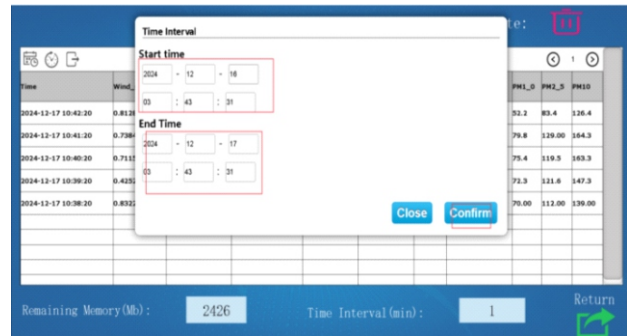 te:
Time Interval
Start time
2024 - 12 - 16
03 : 43 : 31
End Time
2024 - 12 - 17
03 : 43 : 31
Close Confirm
1
Time Wind_ PM1_0 PM2_5 PM10
2024-12-17 10:42:20 0.812 52.2 83.4 126.4
2024-12-17 10:41:20 0.738 79.8 129.00 164.3
2024-12-17 10:40:20 0.711 75.4 119.5 163.3
2024-12-17 10:39:20 0.425 72.3 121.6 147.3
2024-12-17 10:38:20 0.832 70.00 112.00 139.00
Remaining Memory(Mb): 2426 Time Interval(min): 1 Return